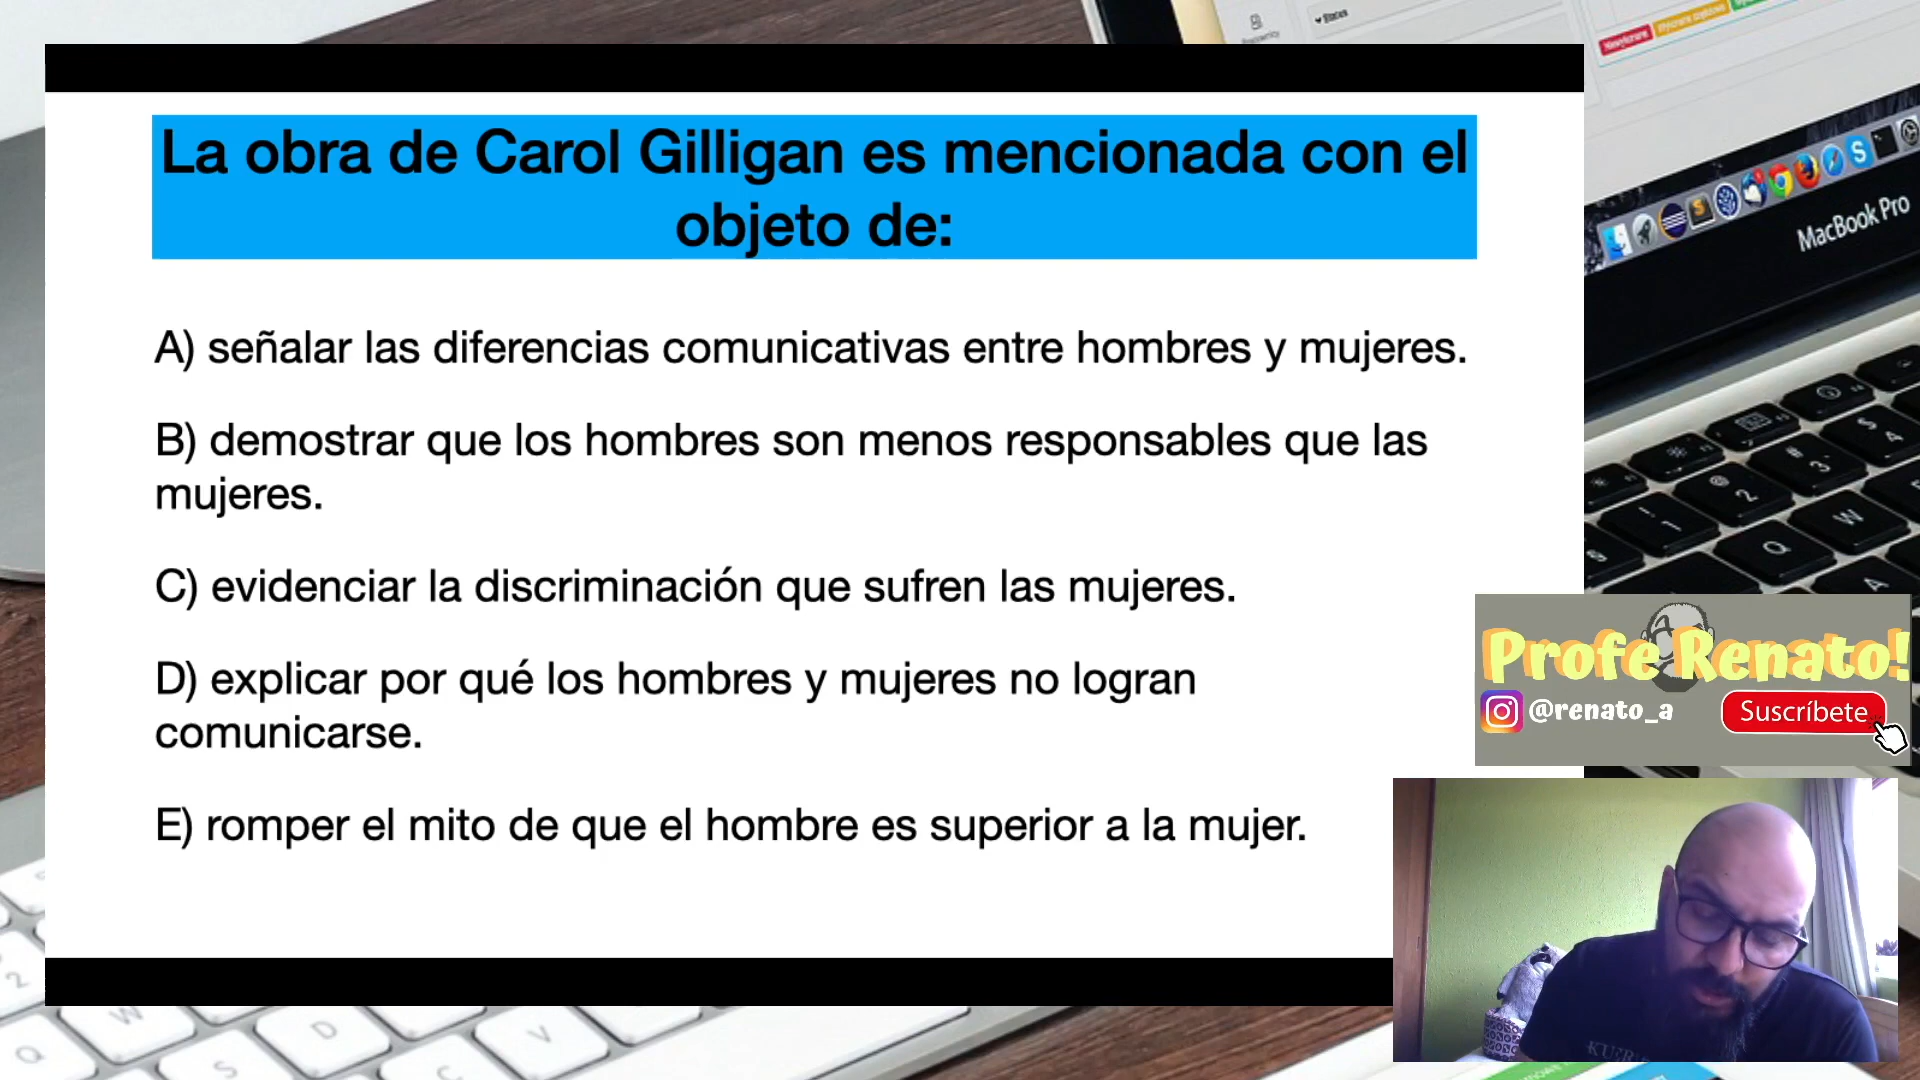 Status
MacBook Pro
La obra de Carol Gilligan es mencionada con el
objeto de:
A) señalar las diferencias comunicativas entre hombres y mujeres.
B) demostrar que los hombres son menos responsables que las
mujeres.
C) evidenciar la discriminación que sufren las mujeres.
D) explicar por qué los hombres y mujeres no logran
comunicarse.
E) romper el mito de que el hombre es superior a la mujer.
Profe Renato!
@renato_a
Suscríbete